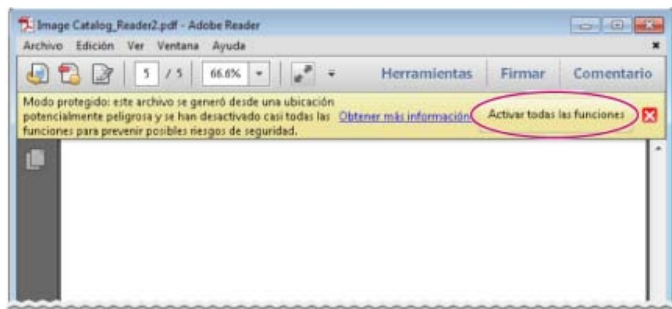 Image Catalog_Reader2.pdf - Adobe Reader
Archivo Edición Ver Ventana Ayuda
5 / 5 66.6% Herramientas Firmar Comentario
Modo protegido: este archivo se generó desde una ubicación
potencialmente peligrosa y se han desactivado casi todas las Obtener más información Activar todas las funciones
funciones para prevenir posibles riesgos de seguridad.